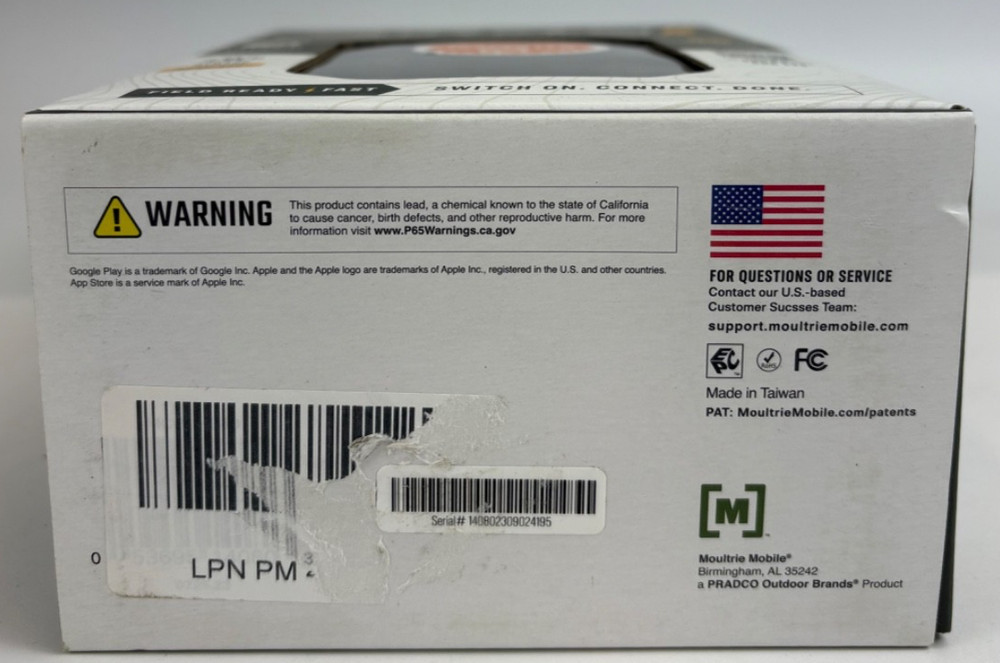 FIELD READY FAST
SWITCH ON. CONNECT. DONE.
WARNING
This product contains lead, a chemical known to the state of California
to cause cancer, birth defects, and other reproductive harm. For more
information visit www.P65Warnings.ca.gov
Google Play is a trademark of Google Inc. Apple and the Apple logo are trademarks of Apple Inc., registered in the U.S. and other countries.
App Store is a service mark of Apple Inc.
FOR QUESTIONS OR SERVICE
Contact our U.S.-based
Customer Sucsses Team:
support.moultriemobile.com
EPC
RoHS
FC
Made in Taiwan
PAT: MoultrieMobile.com/patents
Serial# 140802309024195
0
LPN PM
[M]
Moultrie Mobile®
Birmingham, AL 35242
a PRADCO Outdoor Brands® Product